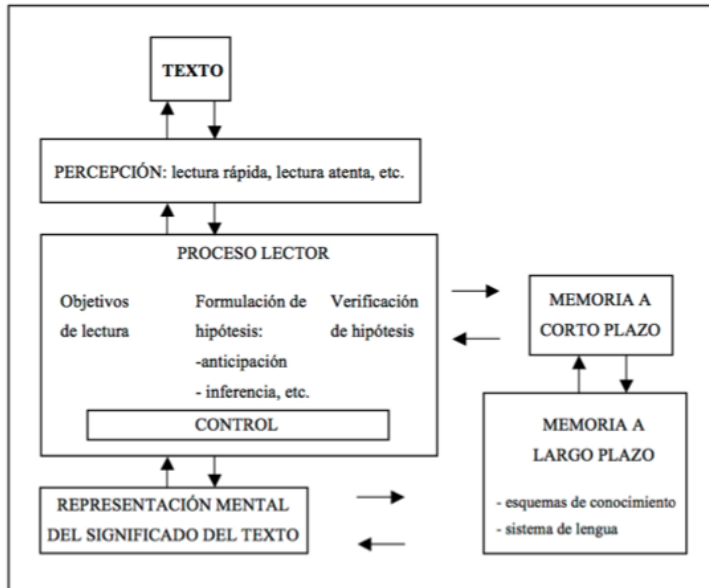 TEXTO
PERCEPCIÓN: lectura rápida, lectura atenta, etc.
PROCESO LECTOR
Objetivos
de lectura
Formulación de
hipótesis:
-anticipación
- inferencia, etc.
Verificación
de hipótesis
CONTROL
MEMORIA A
CORTO PLAZO
MEMORIA A
LARGO PLAZO
- esquemas de conocimiento
- sistema de lengua
REPRESENTACIÓN MENTAL
DEL SIGNIFICADO DEL TEXTO